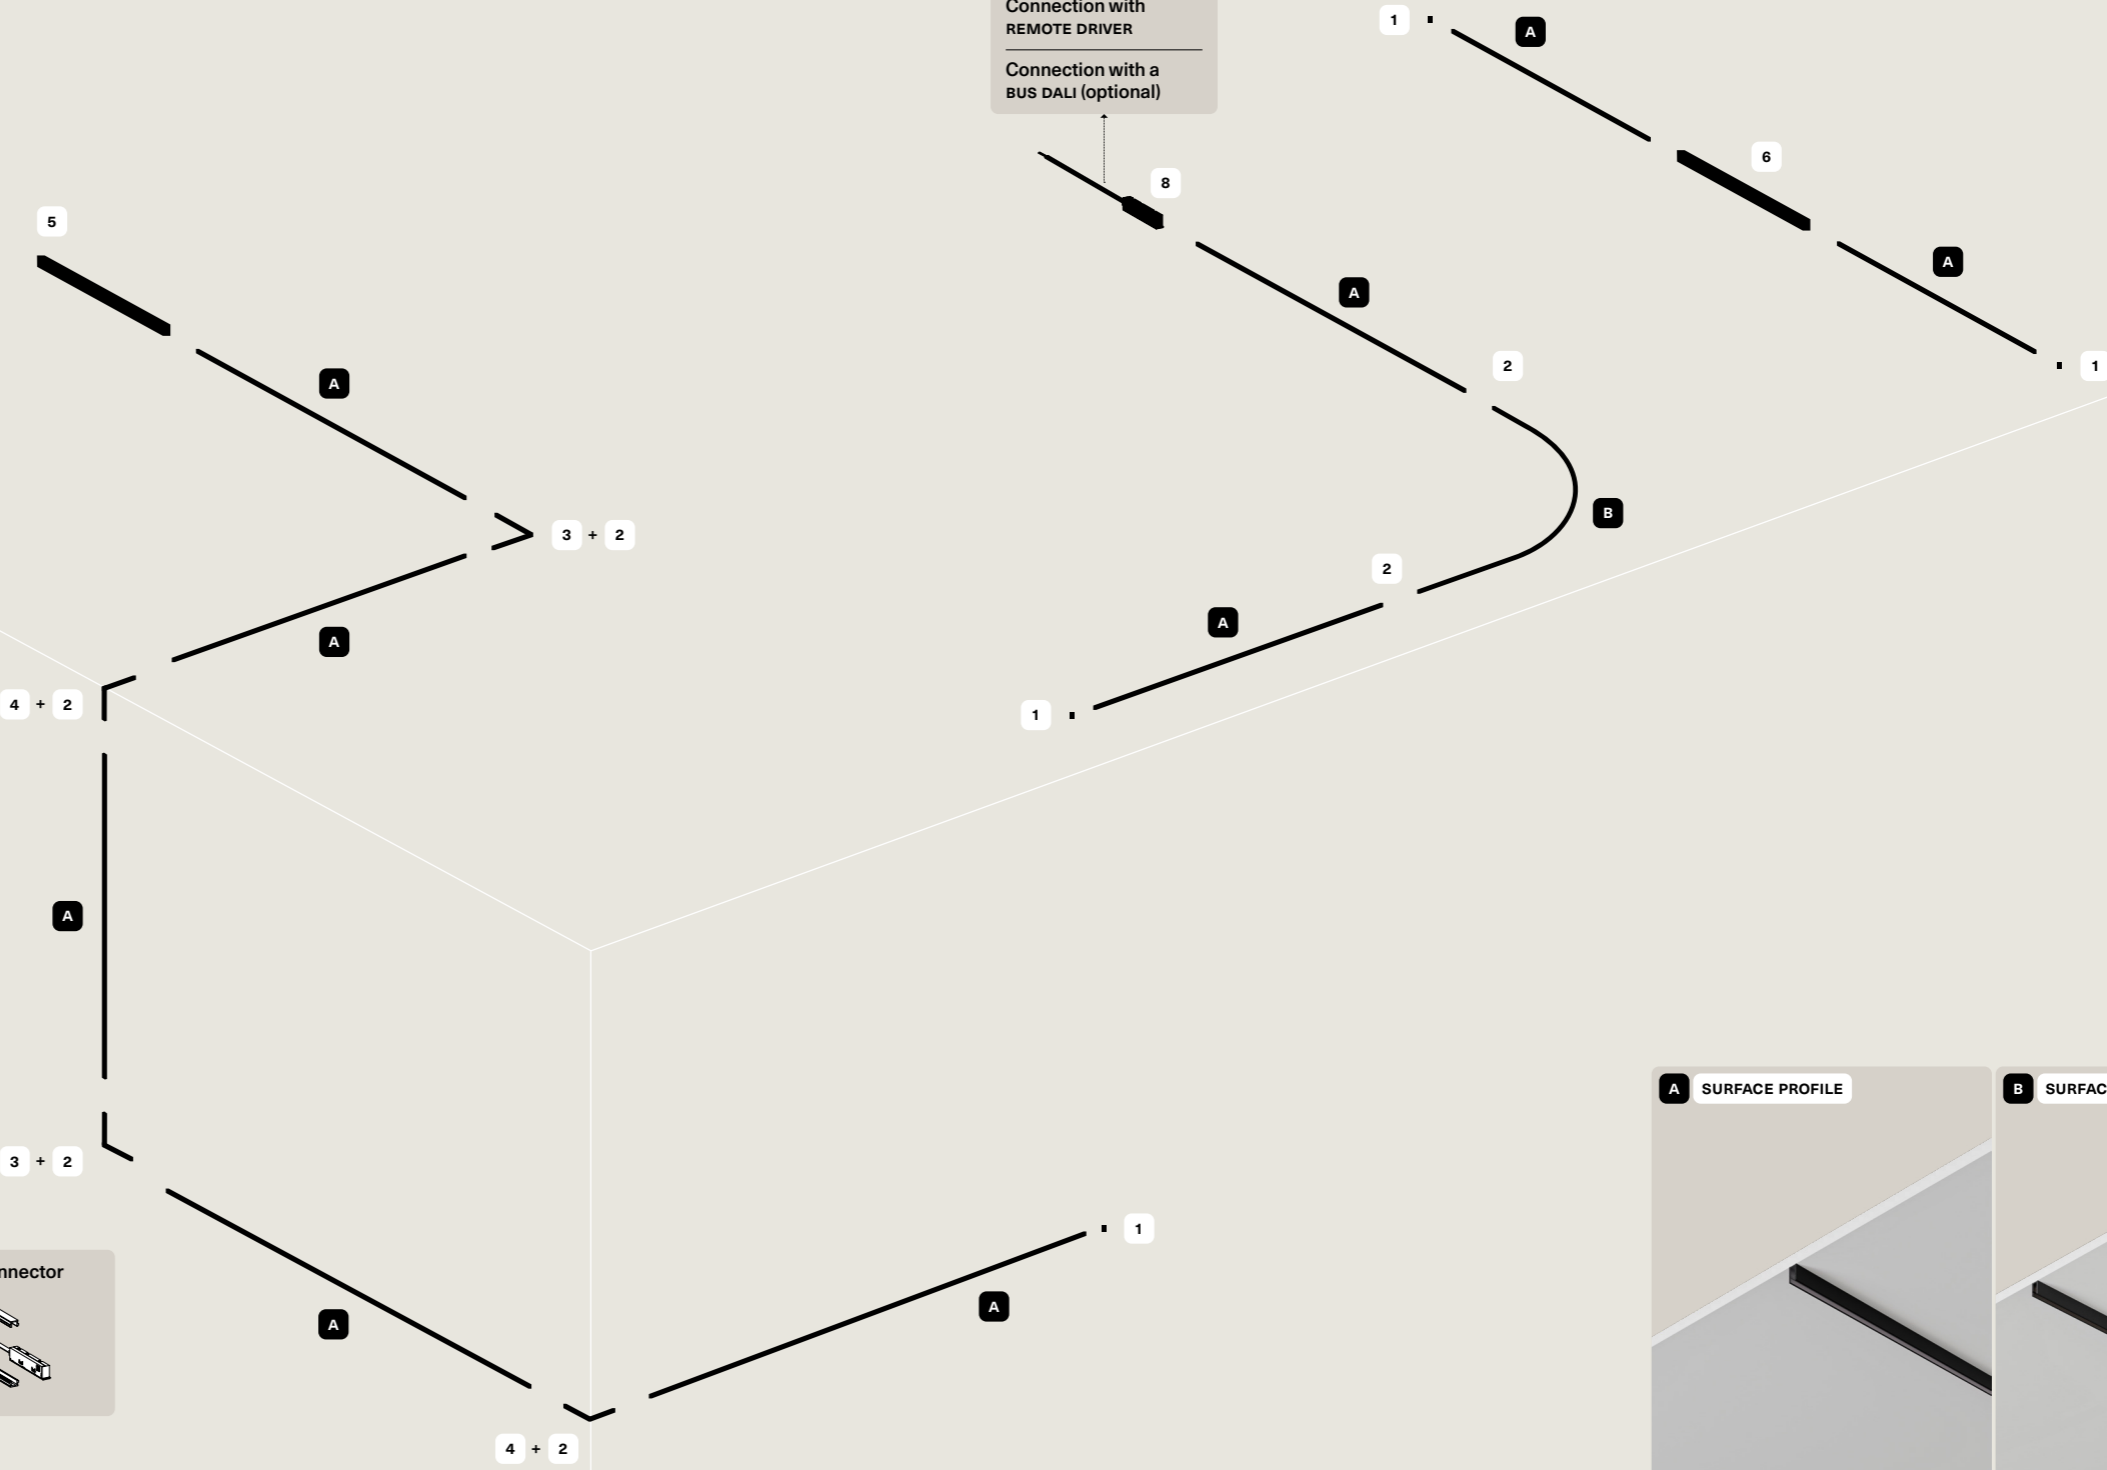 Connection with
REMOTE DRIVER
Connection with a
BUS DALI (optional)
1
A
6
A
1
8
A
2
B
2
A
1
5
A
3 + 2
A
4 + 2
A
3 + 2
A
4 + 2
A
1
nnector
A SURFACE PROFILE
B SURFAC